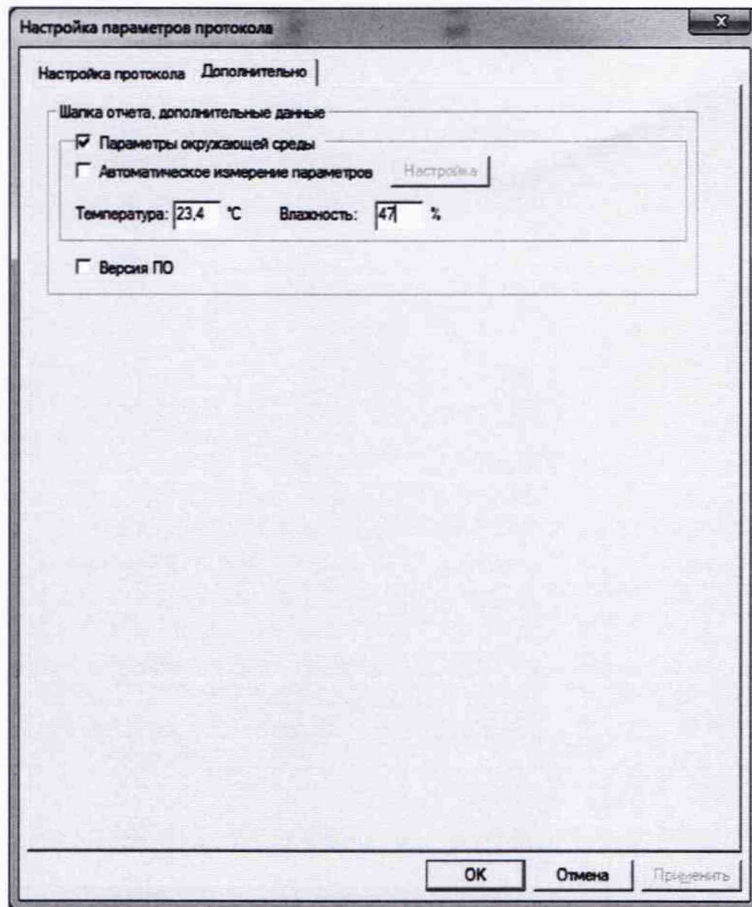 Настройка параметров протокола
x
Настройка протокола Дополнительно
Шапка отчета, дополнительные данные
Параметры окружающей среды
Автоматическое измерение параметров Настройка
Температура: 23,4 °C Влажность: 47 %
Версия ПО
OK Отмена Применить